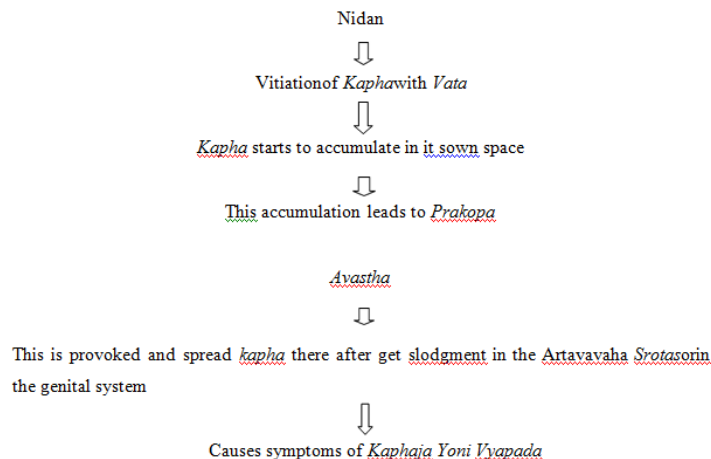 Nidan
Vitiationof Kaphawith Vata
Kapha starts to accumulate in it sown space
This accumulation leads to Prakopa
Avastha
This is provoked and spread kapha there after get slodgment in the Artavavaha Srotasorin
the genital system
Causes symptoms of Kaphaja Yoni Vyapada